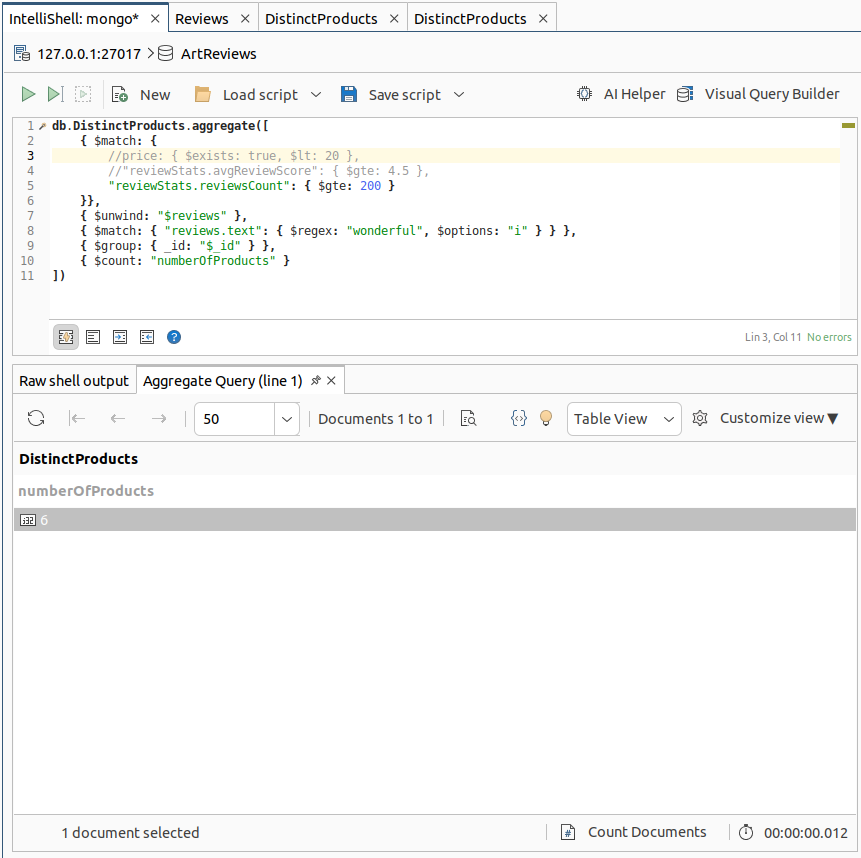 IntelliShell: mongo* × Reviews × DistinctProducts × DistinctProducts ×
127.0.0.1:27017 > ArtReviews
New Load script Save script AI Helper Visual Query Builder
1 db.DistinctProducts.aggregate([
2 { $match: {
3 //price: { $exists: true, $lt: 20 },
4 //"reviewStats.avgReviewScore": { $gte: 4.5 },
5 "reviewStats.reviewsCount": { $gte: 200 }
6 }},
7 { $unwind: "$reviews" },
8 { $match: { "reviews.text": { $regex: "wonderful", $options: "i" } } },
9 { $group: { _id: "$_id" } },
10 { $count: "numberOfProducts" }
11 ])
Lin 3, Col 11 No errors
Raw shell output Aggregate Query (line 1) ×
50 Documents 1 to 1 Table View Customize view▼
DistinctProducts
numberOfProducts
i32 6
1 document selected Count Documents 00:00:00.012